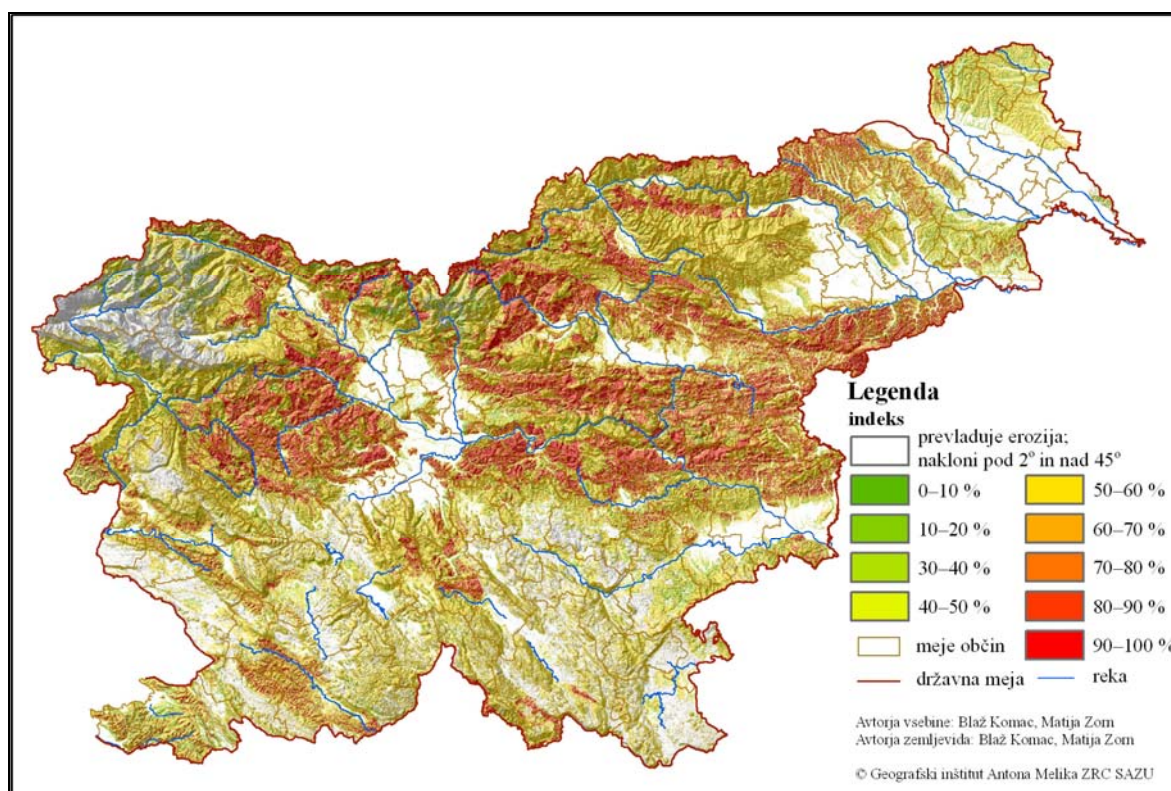 Legenda
indeks
prevladuje erozija;
nakloni pod 2° in nad 45°
0–10 %
10–20 %
30–40 %
40–50 %
50–60 %
60–70 %
70–80 %
80–90 %
90–100 %
meje občin
državna meja
reka
Avtorja vsebine: Blaž Komac, Matija Zorn
Avtorja zemljevida: Blaž Komac, Matija Zorn
© Geografski inštitut Antona Melika ZRC SAZU